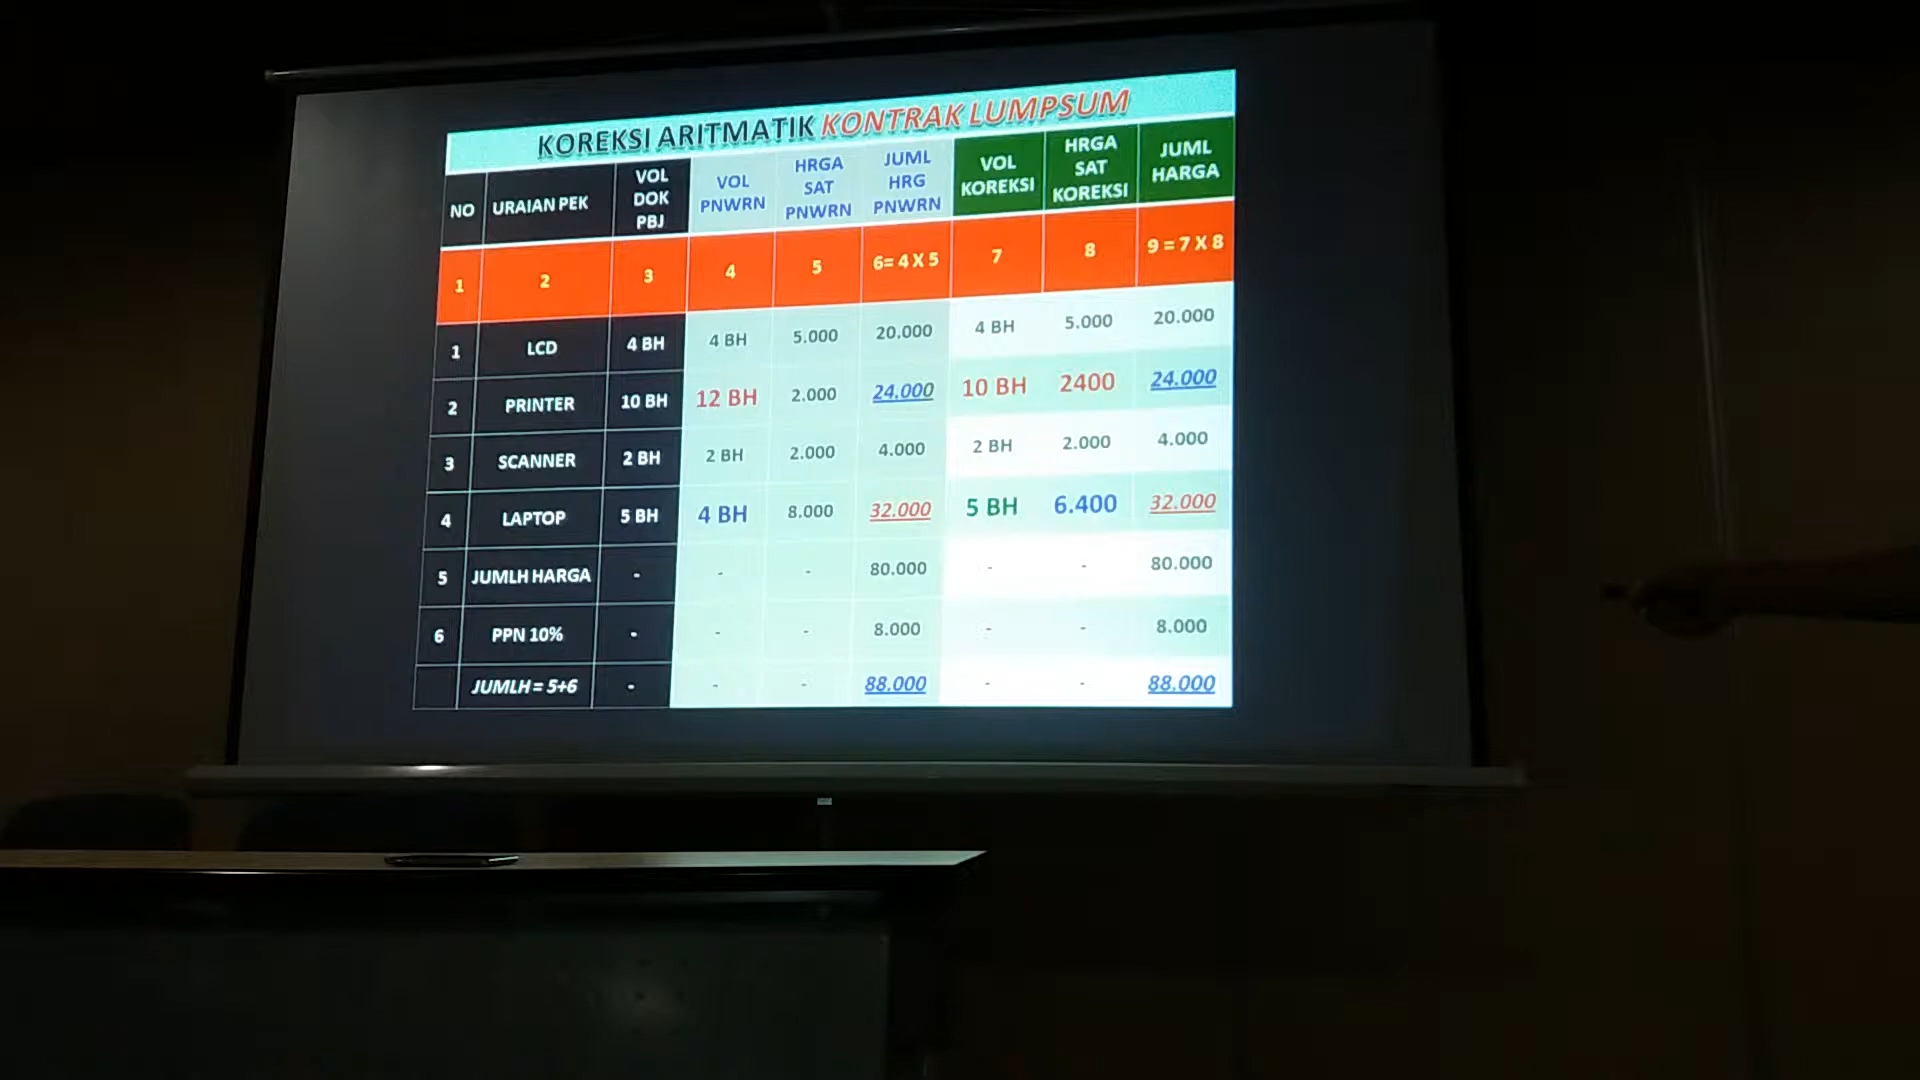 KOREKSI ARITMATIK KONTRAK LUMPSUM
NO URAIAN PEK VOL DOK PBJ VOL PNWRN HRGA SAT PNWRN JUML HRG PNWRN VOL KOREKSI HRGA SAT KOREKSI JUML HARGA
1 2 3 4 5 6= 4 X 5 7 8 9 = 7 X 8
1 LCD 4 BH 4 BH 5.000 20.000 4 BH 5.000 20.000
2 PRINTER 10 BH 12 BH 2.000 24.000 10 BH 2400 24.000
3 SCANNER 2 BH 2 BH 2.000 4.000 2 BH 2.000 4.000
4 LAPTOP 5 BH 4 BH 8.000 32.000 5 BH 6.400 32.000
5 JUMLH HARGA - - - 80.000 - - 80.000
6 PPN 10% - - - 8.000 - - 8.000
JUMLH = 5+6 - - - 88.000 - - 88.000